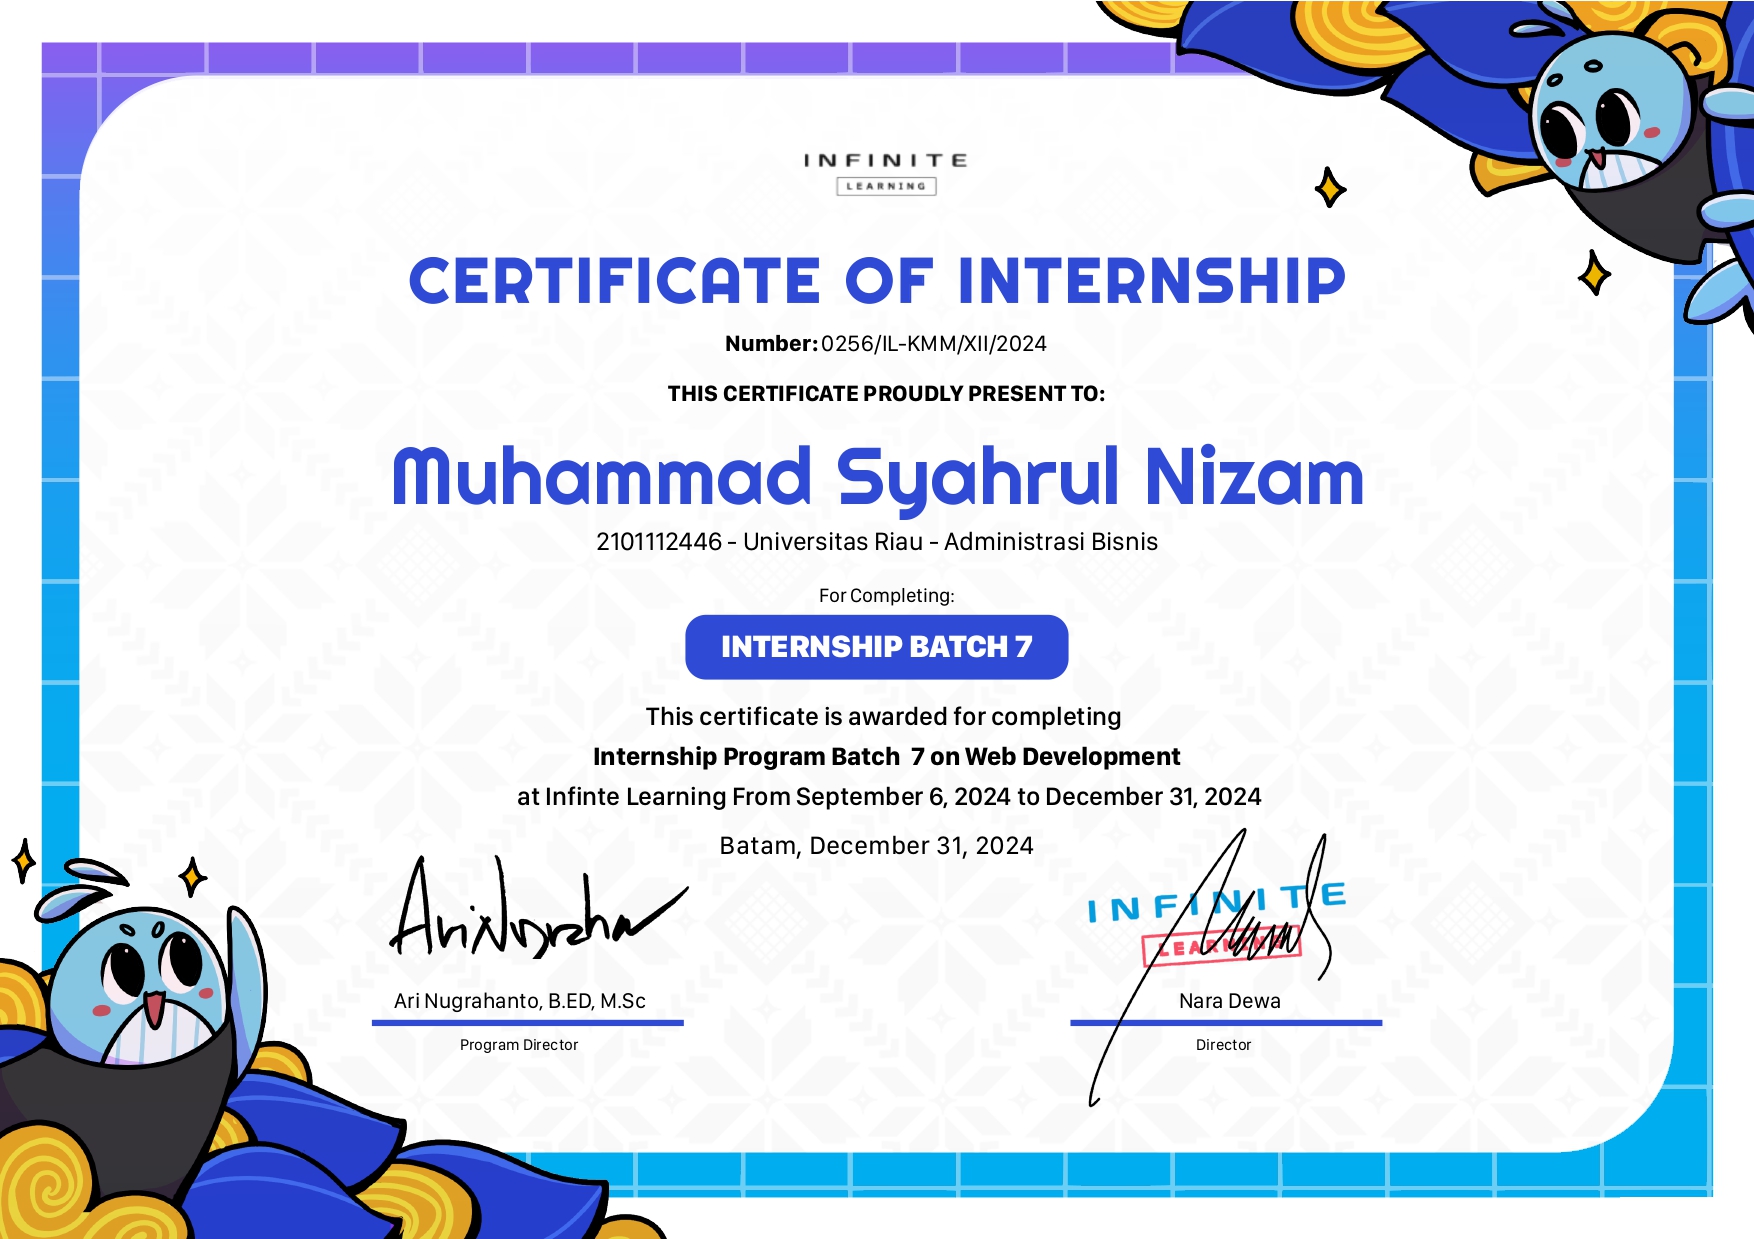 INFINITE
LEARNING
CERTIFICATE OF INTERNSHIP
Number: 0256/IL-KMM/XII/2024
THIS CERTIFICATE PROUDLY PRESENT TO:
Muhammad Syahrul Nizam
2101112446 - Universitas Riau - Administrasi Bisnis
For Completing:
INTERNSHIP BATCH 7
This certificate is awarded for completing
Internship Program Batch 7 on Web Development
at Infinte Learning From September 6, 2024 to December 31, 2024
Batam, December 31, 2024
INFINITE
LEARNING
Ari Nugrahanto, B.ED, M.Sc
Program Director
Nara Dewa
Director